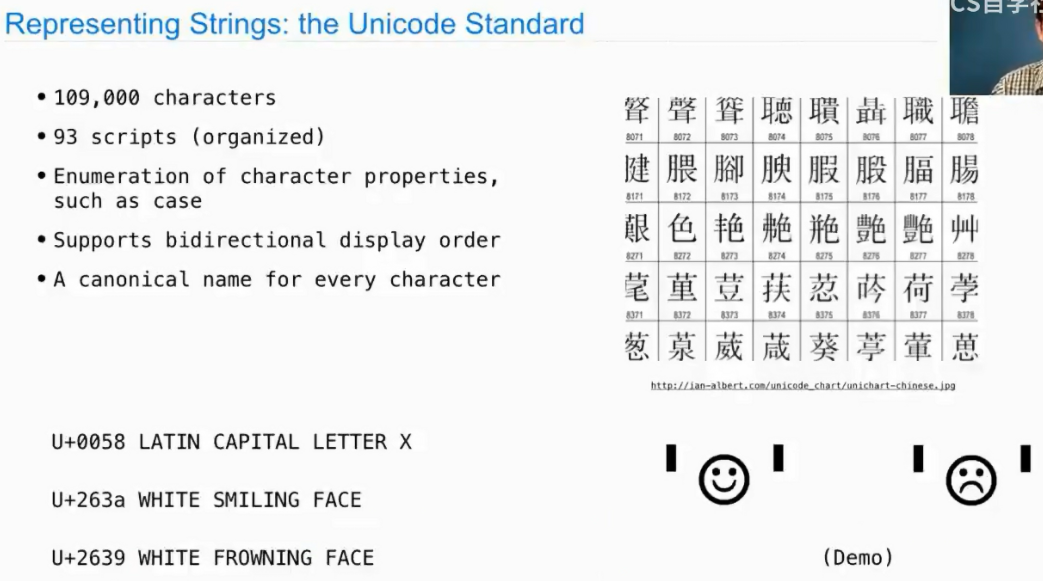 Representing Strings: the Unicode Standard
CS自学社
• 109,000 characters
• 93 scripts (organized)
• Enumeration of character properties,
such as case
• Supports bidirectional display order
• A canonical name for every character
聲 聳 聴 聵 聶 職 聸
8071 8072 8073 8074 8075 8076 8077 8078
健 腲 腳 腴 腵 腶 腷 腸
8171 8172 8173 8174 8175 8176 8177 8178
艱 色 艳 艴 艵 艷 艸
8271 8272 8273 8274 8275 8276 8277 8278
荁 荳 荴 荵 荶 荷 荸
8371 8372 8373 8374 8375 8376 8377 8378
葱 葲 葳 葴 葵 葶 葷 葸
http://ian-albert.com/unicode_chart/unichart-chinese.jpg
U+0058 LATIN CAPITAL LETTER X
U+263a WHITE SMILING FACE
'☺' '☹'
U+2639 WHITE FROWNING FACE
(Demo)